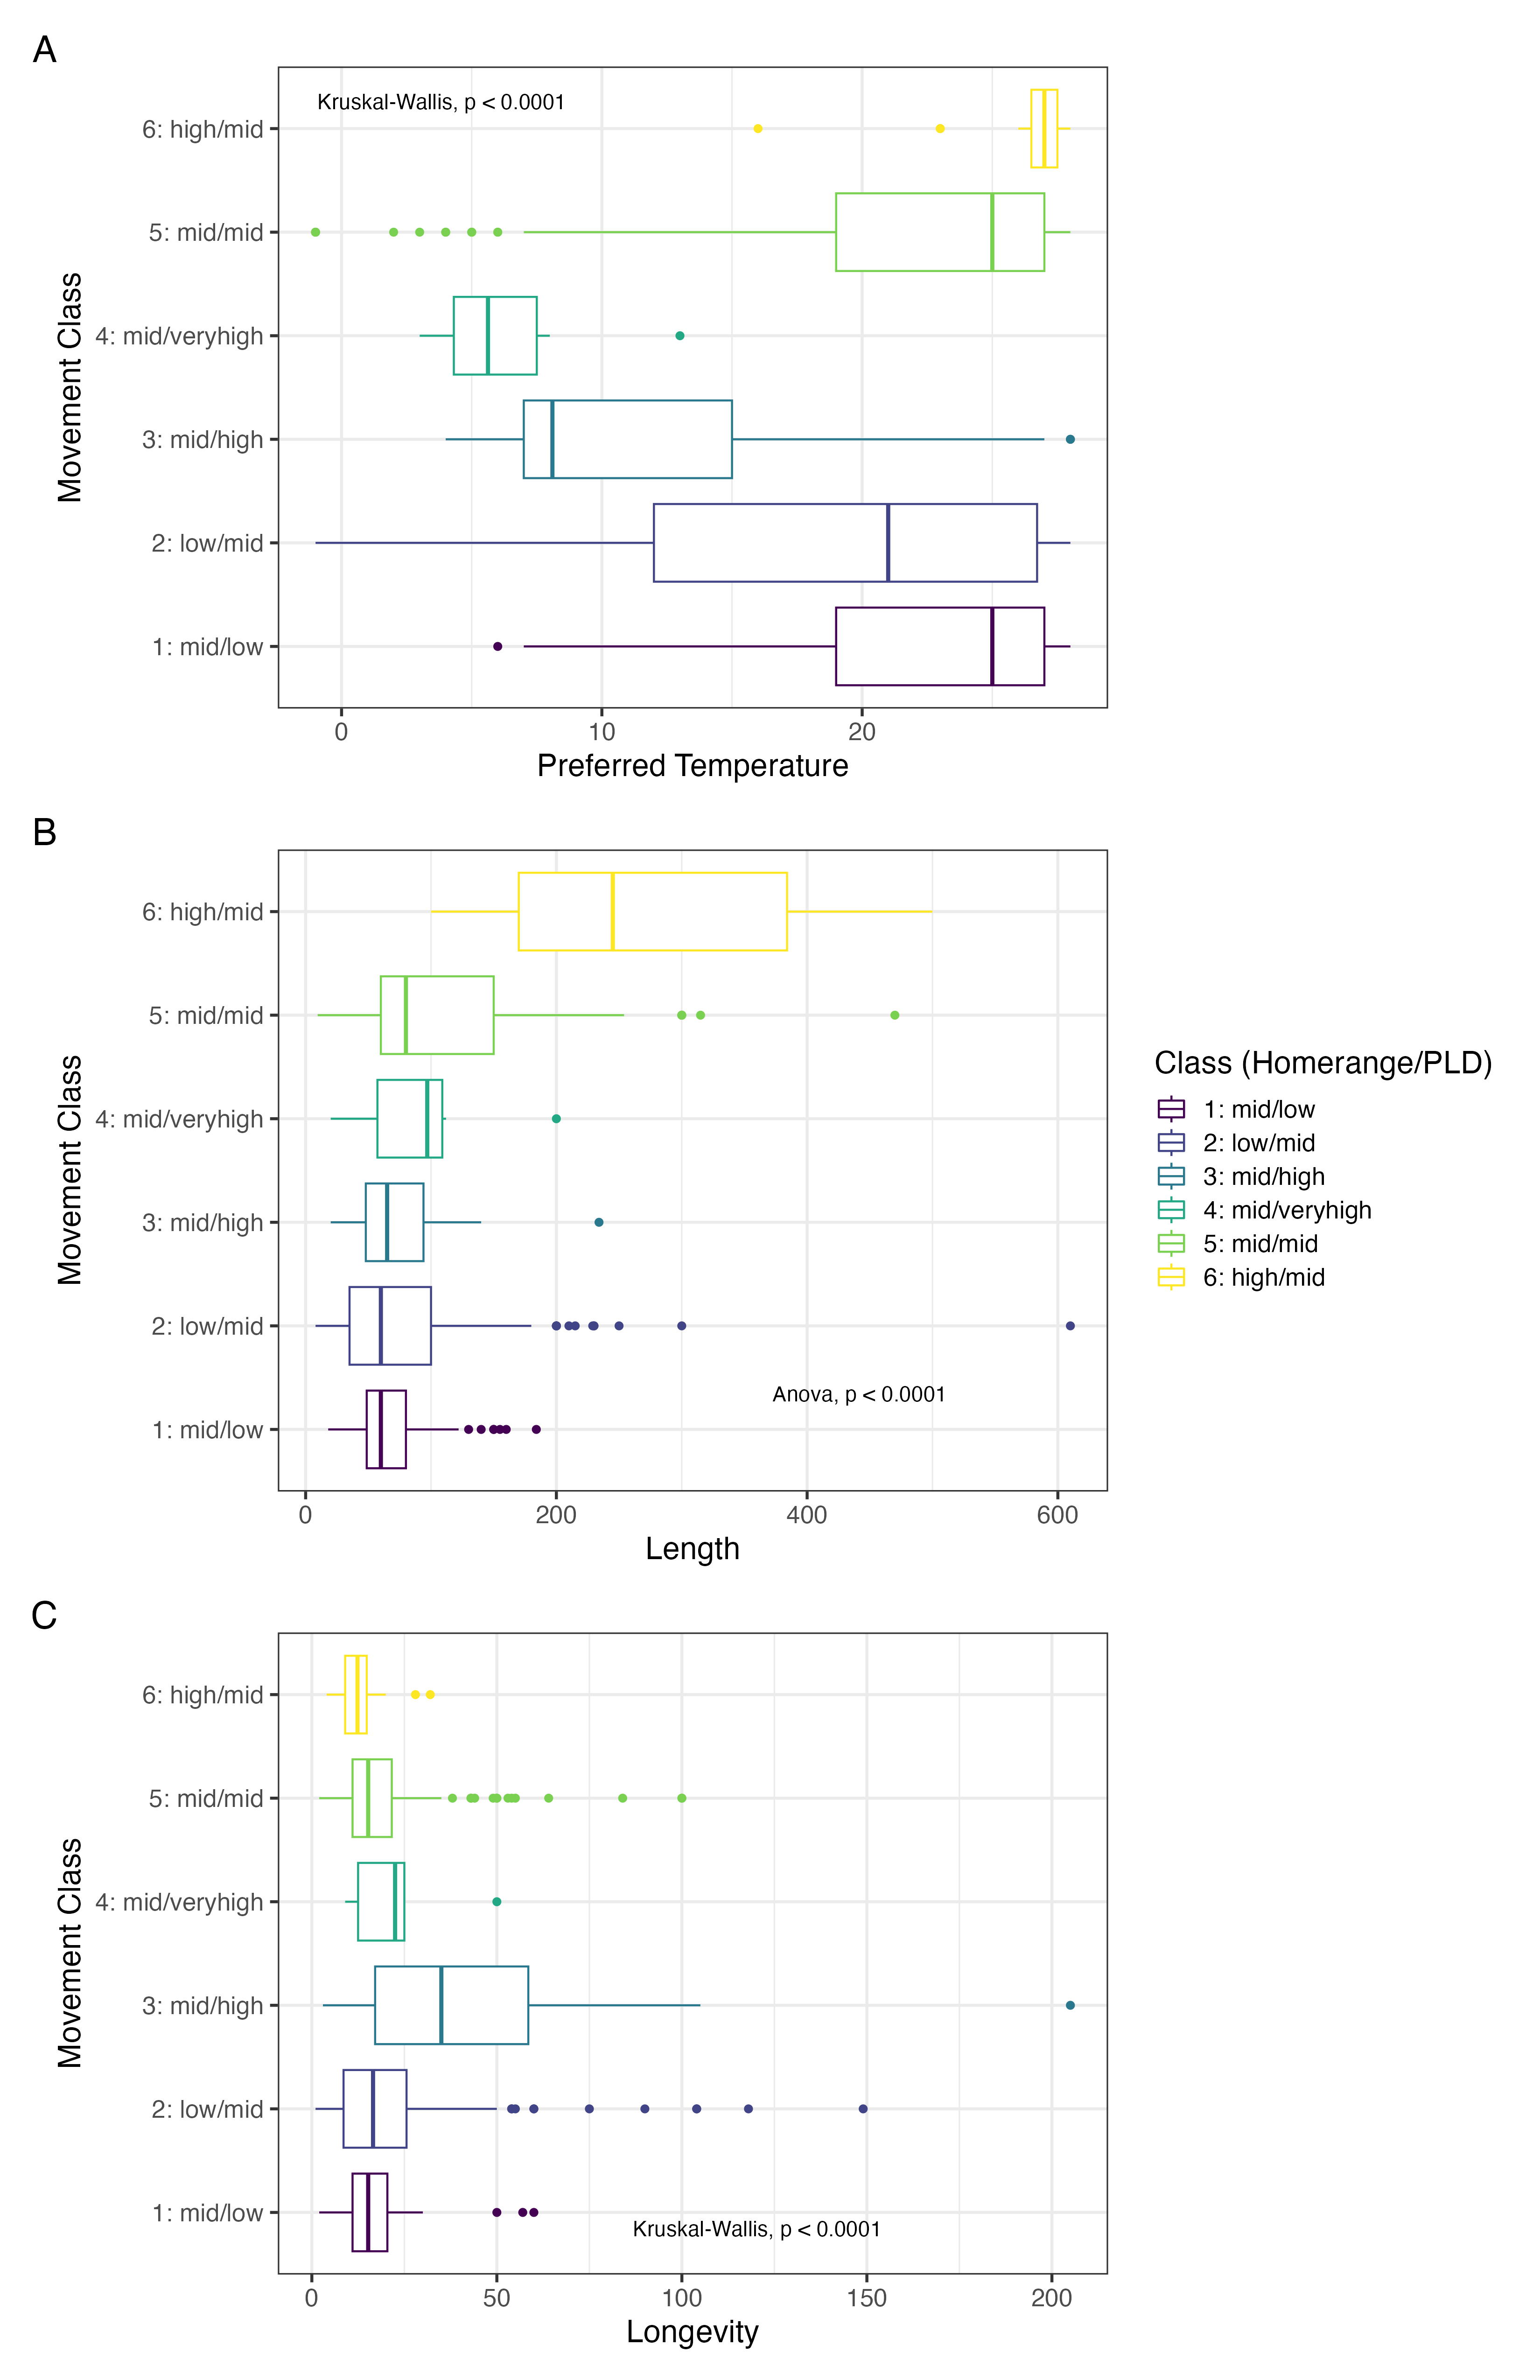 A
Kruskal-Wallis, p < 0.0001
6: high/mid
5: mid/mid
4: mid/veryhigh
3: mid/high
2: low/mid
1: mid/low
Movement Class
0 10 20
Preferred Temperature
B
6: high/mid
5: mid/mid
4: mid/veryhigh
3: mid/high
2: low/mid
1: mid/low
Movement Class
Anova, p < 0.0001
0 200 400 600
Length
Class (Homerange/PLD)
1: mid/low
2: low/mid
3: mid/high
4: mid/veryhigh
5: mid/mid
6: high/mid
C
6: high/mid
5: mid/mid
4: mid/veryhigh
3: mid/high
2: low/mid
1: mid/low
Movement Class
Kruskal-Wallis, p < 0.0001
0 50 100 150 200
Longevity